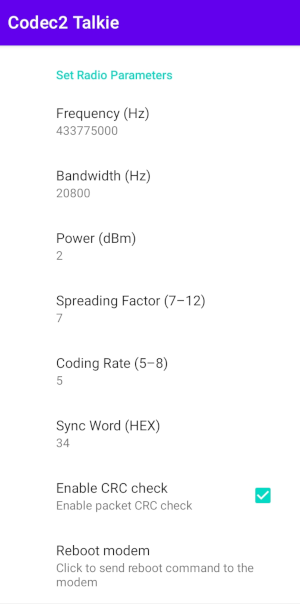 Codec2 Talkie
Set Radio Parameters
Frequency (Hz)
433775000
Bandwidth (Hz)
20800
Power (dBm)
2
Spreading Factor (7–12)
7
Coding Rate (5–8)
5
Sync Word (HEX)
34
Enable CRC check
Enable packet CRC check
Reboot modem
Click to send reboot command to the
modem